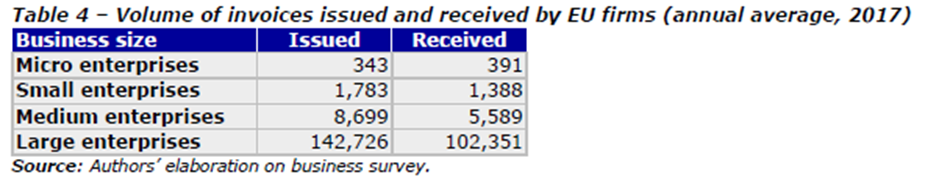 Table 4 – Volume of invoices issued and received by EU firms (annual average, 2017)
Business size Issued Received
Micro enterprises 343 391
Small enterprises 1,783 1,388
Medium enterprises 8,699 5,589
Large enterprises 142,726 102,351
Source: Authors’ elaboration on business survey.